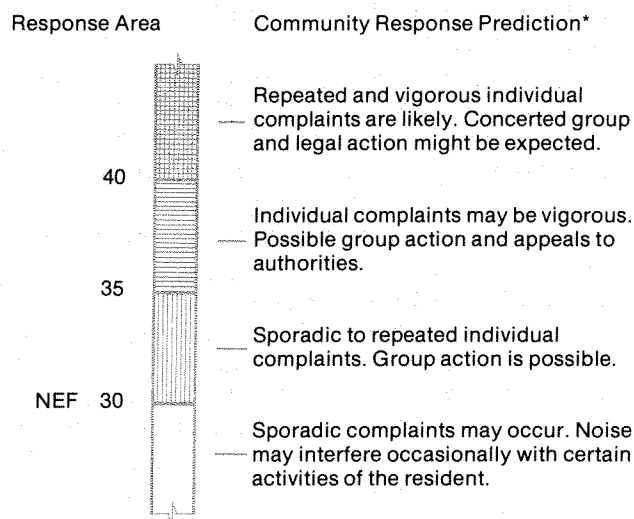 Response Area Community Response Prediction*
Repeated and vigorous individual
complaints are likely. Concerted group
and legal action might be expected.
40
Individual complaints may be vigorous.
Possible group action and appeals to
authorities.
35
Sporadic to repeated individual
complaints. Group action is possible.
NEF 30
Sporadic complaints may occur. Noise
may interfere occasionally with certain
activities of the resident.